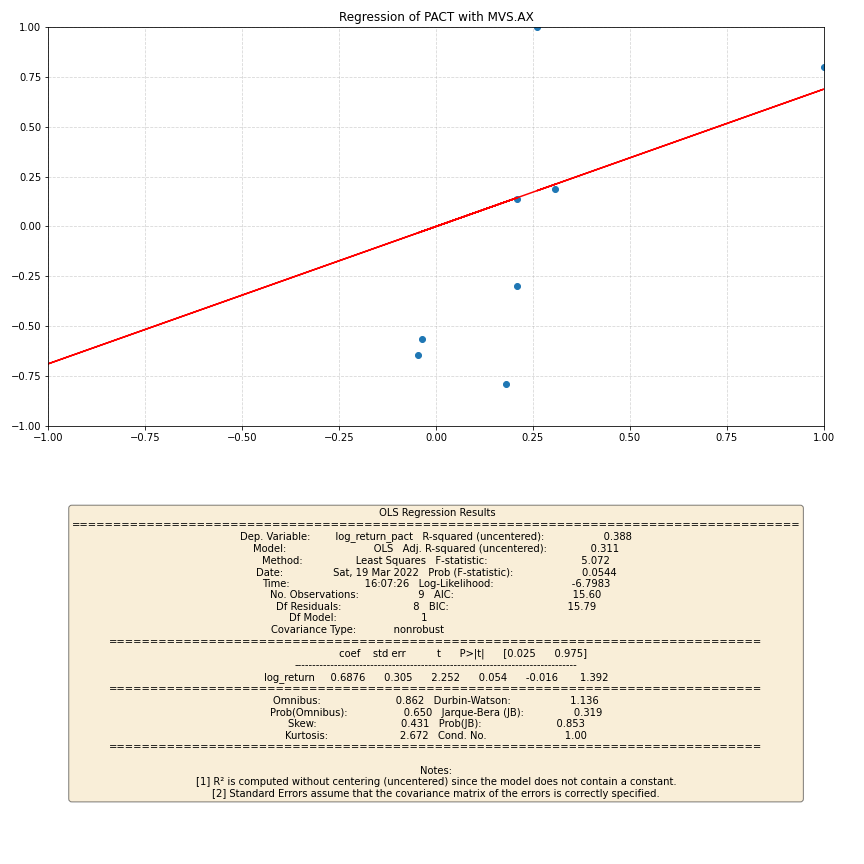 Regression of PACT with MVS.AX
1.00
0.75
0.50
0.25
0.00
−0.25
−0.50
−0.75
−1.00
−1.00 −0.75 −0.50 −0.25 0.00 0.25 0.50 0.75 1.00
OLS Regression Results
==============================================================================
Dep. Variable: log_return_pact R-squared (uncentered): 0.388
Model: OLS Adj. R-squared (uncentered): 0.311
Method: Least Squares F-statistic: 5.072
Date: Sat, 19 Mar 2022 Prob (F-statistic): 0.0544
Time: 16:07:26 Log-Likelihood: -6.7983
No. Observations: 9 AIC: 15.60
Df Residuals: 8 BIC: 15.79
Df Model: 1
Covariance Type: nonrobust
==============================================================================
coef std err t P>|t| [0.025 0.975]
------------------------------------------------------------------------------
log_return 0.6876 0.305 2.252 0.054 -0.016 1.392
==============================================================================
Omnibus: 0.862 Durbin-Watson: 1.136
Prob(Omnibus): 0.650 Jarque-Bera (JB): 0.319
Skew: 0.431 Prob(JB): 0.853
Kurtosis: 2.672 Cond. No. 1.00
==============================================================================
Notes:
[1] R² is computed without centering (uncentered) since the model does not contain a constant.
[2] Standard Errors assume that the covariance matrix of the errors is correctly specified.